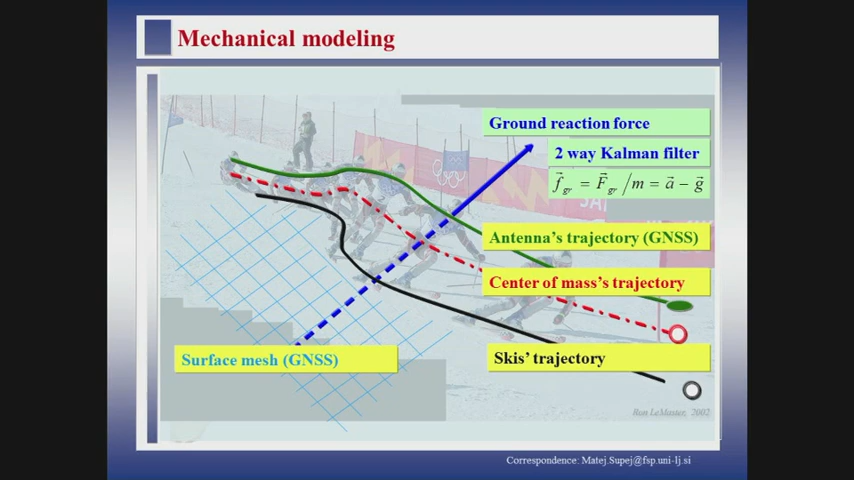 Mechanical modeling
Ground reaction force
2 way Kalman filter
f⃗gr = F⃗gr /m = a⃗ − g⃗
Antenna's trajectory (GNSS)
Center of mass's trajectory
Surface mesh (GNSS)
Skis' trajectory
Ron LeMaster, 2002
Correspondence: Matej.Supej@fsp.uni-lj.si